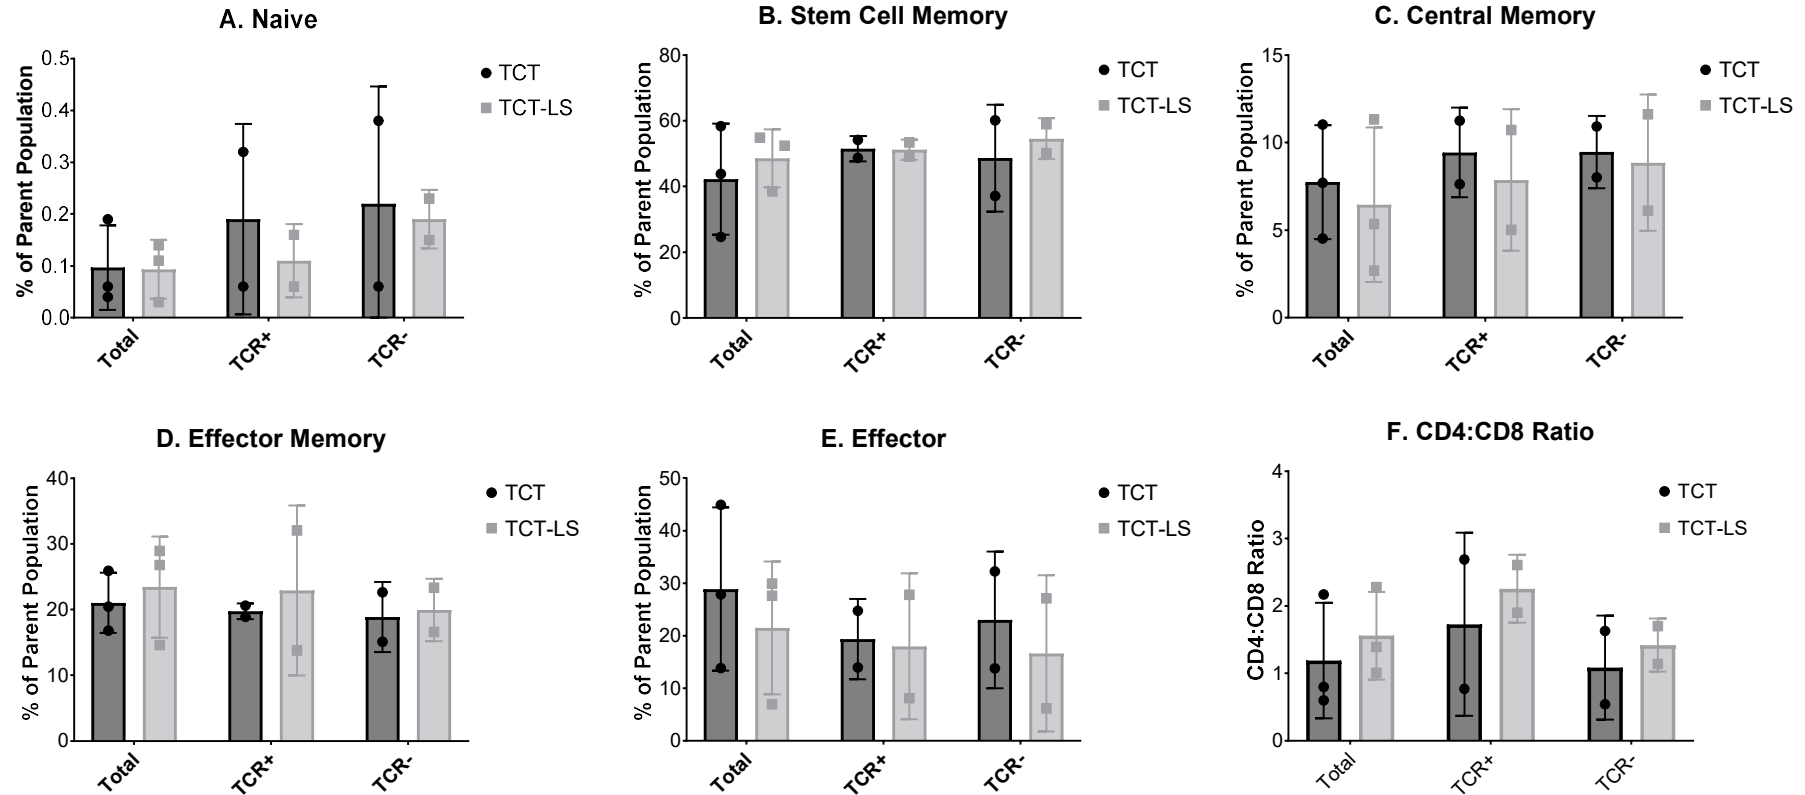 A. Naive
% of Parent Population
0.5
0.4
0.3
0.2
0.1
0.0
Total
TCR+
TCR-
TCT
TCT-LS
B. Stem Cell Memory
% of Parent Population
80
60
40
20
0
Total
TCR+
TCR-
TCT
TCT-LS
C. Central Memory
% of Parent Population
15
10
5
0
Total
TCR+
TCR-
TCT
TCT-LS
D. Effector Memory
% of Parent Population
40
30
20
10
0
Total
TCR+
TCR-
TCT
TCT-LS
E. Effector
% of Parent Population
50
40
30
20
10
0
Total
TCR+
TCR-
TCT
TCT-LS
F. CD4:CD8 Ratio
CD4:CD8 Ratio
4
3
2
1
0
Total
TCR+
TCR-
TCT
TCT-LS